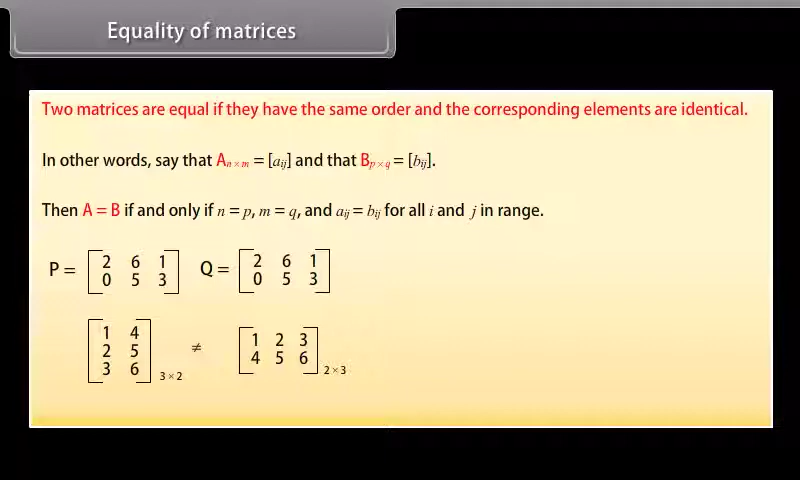 Equality of matrices
Two matrices are equal if they have the same order and the corresponding elements are identical.
In other words, say that Aₙ ₓ ₘ = [aᵢⱼ] and that Bp × q = [bᵢⱼ].
Then A = B if and only if n = p, m = q, and aᵢⱼ = bᵢⱼ for all i and j in range.
P = [2 6 1 Q = [2 6 1
0 5 3] 0 5 3]
[1 4
2 5 ≠ [1 2 3
3 6] 3 × 2 4 5 6] 2 × 3